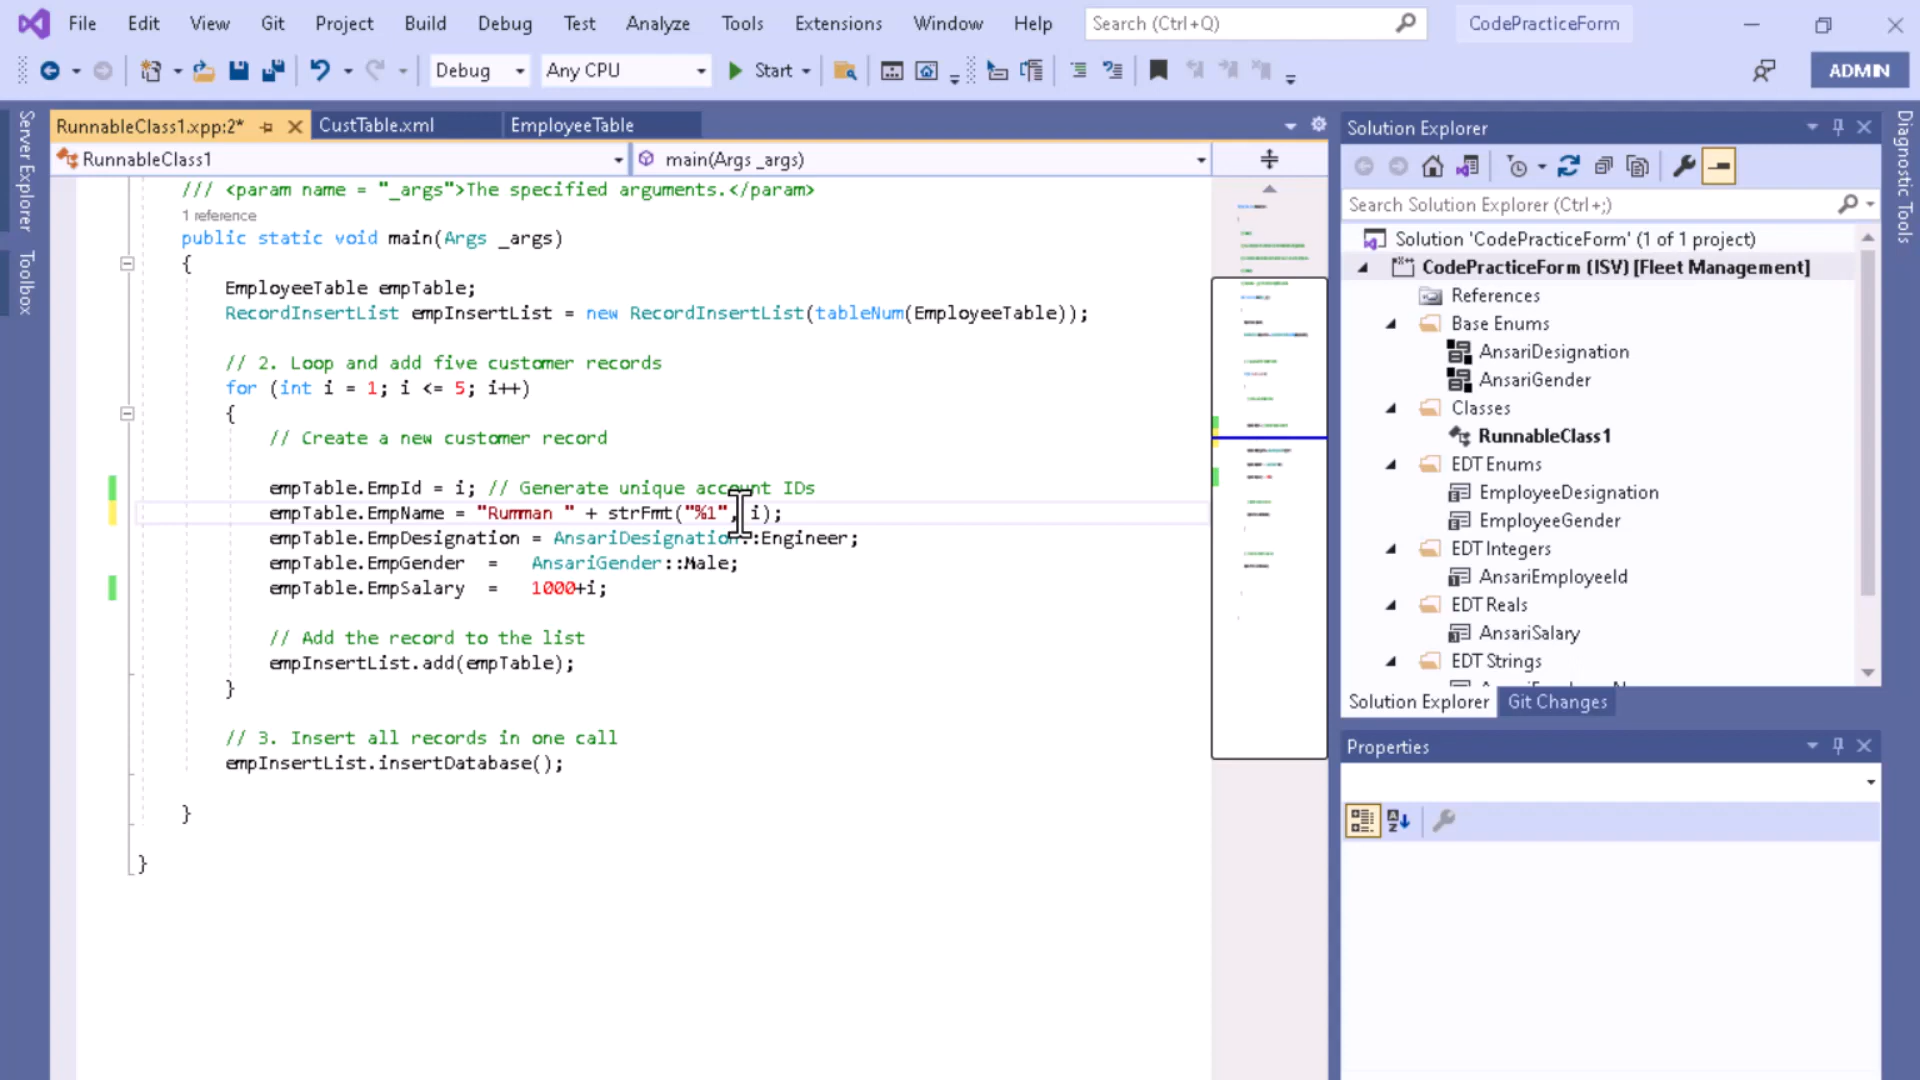 File Edit View Git Project Build Debug Test Analyze Tools Extensions Window Help Search (Ctrl+Q) CodePracticeForm
Debug Any CPU Start ADMIN
Server Explorer
Toolbox
RunnableClass1.xpp:2* CustTable.xml EmployeeTable
RunnableClass1 main(Args _args)
/// <param name = "_args">The specified arguments.</param>
1 reference
public static void main(Args _args)
{
EmployeeTable empTable;
RecordInsertList empInsertList = new RecordInsertList(tableNum(EmployeeTable));
// 2. Loop and add five customer records
for (int i = 1; i <= 5; i++)
{
// Create a new customer record
empTable.EmpId = i; // Generate unique account IDs
empTable.EmpName = "Rumman " + strFmt("%1", i);
empTable.EmpDesignation = AnsariDesignation::Engineer;
empTable.EmpGender = AnsariGender::Male;
empTable.EmpSalary = 1000+i;
// Add the record to the list
empInsertList.add(empTable);
}
// 3. Insert all records in one call
empInsertList.insertDatabase();
}
}
Solution Explorer
Search Solution Explorer (Ctrl+;)
Solution 'CodePracticeForm' (1 of 1 project)
CodePracticeForm (ISV) [Fleet Management]
References
Base Enums
AnsariDesignation
AnsariGender
Classes
RunnableClass1
EDT Enums
EmployeeDesignation
EmployeeGender
EDT Integers
AnsariEmployeeId
EDT Reals
AnsariSalary
EDT Strings
Solution Explorer Git Changes
Properties
Diagnostic Tools